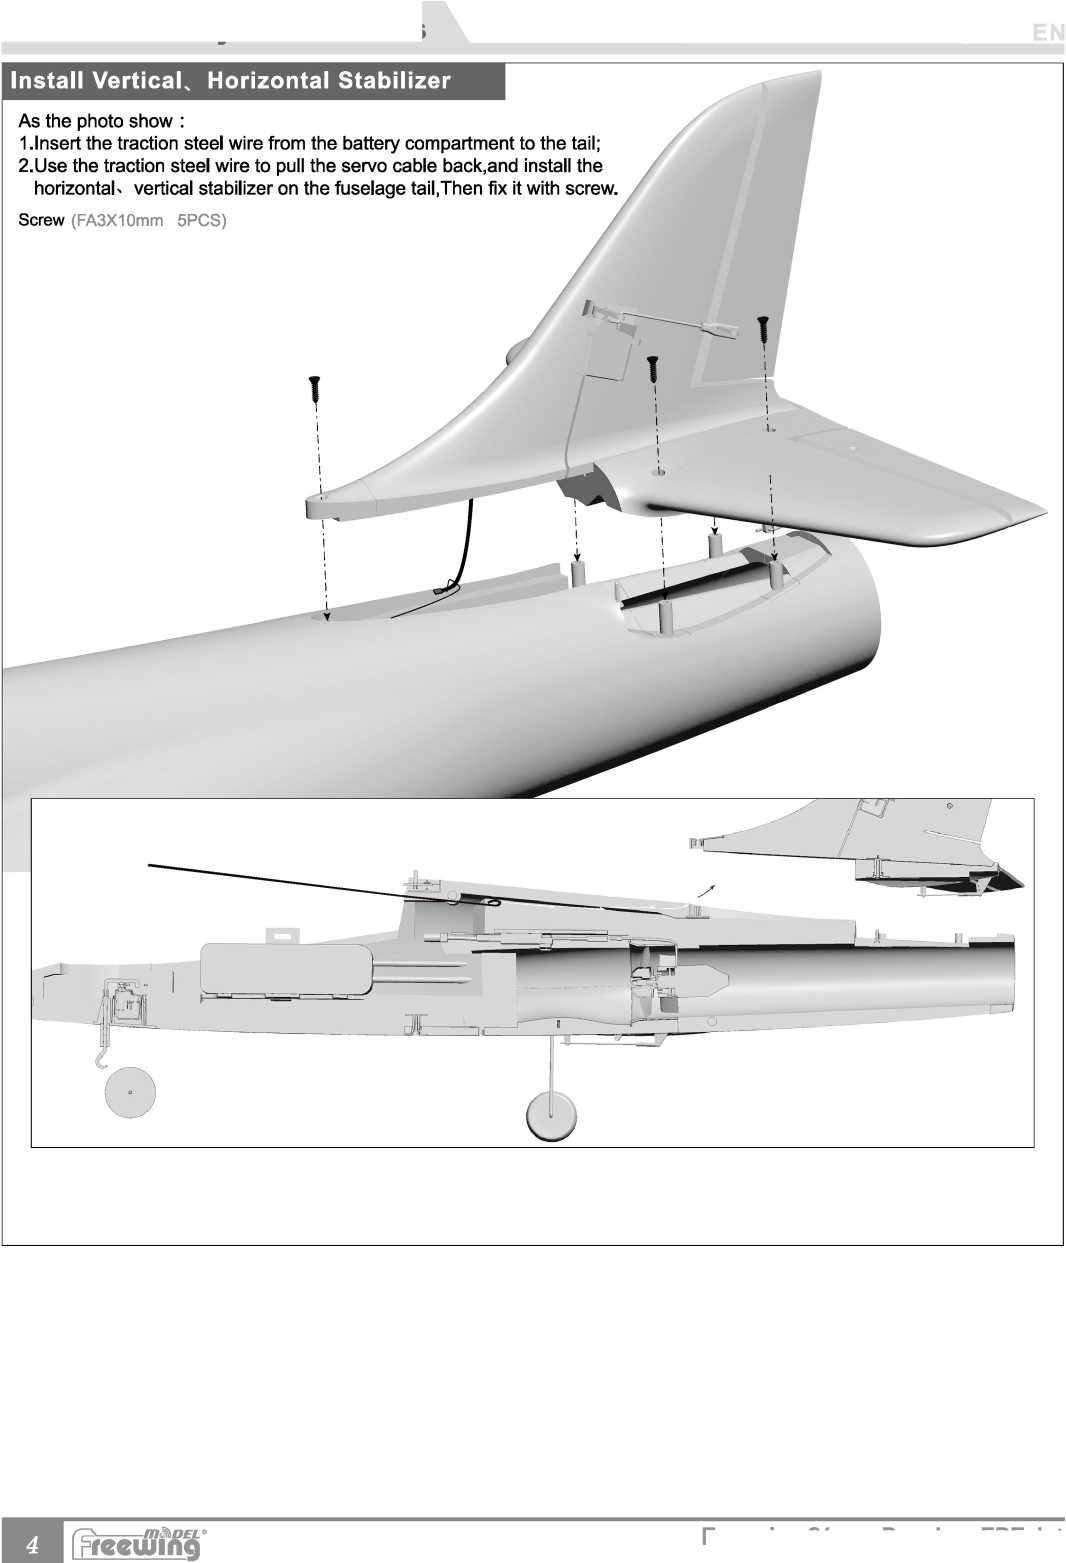 EN
Install Vertical、Horizontal Stabilizer
As the photo show：
1.Insert the traction steel wire from the battery compartment to the tail;
2.Use the traction steel wire to pull the servo cable back,and install the
horizontal、vertical stabilizer on the fuselage tail,Then fix it with screw.
Screw (FA3X10mm 5PCS)
4
Freewing MODEL®